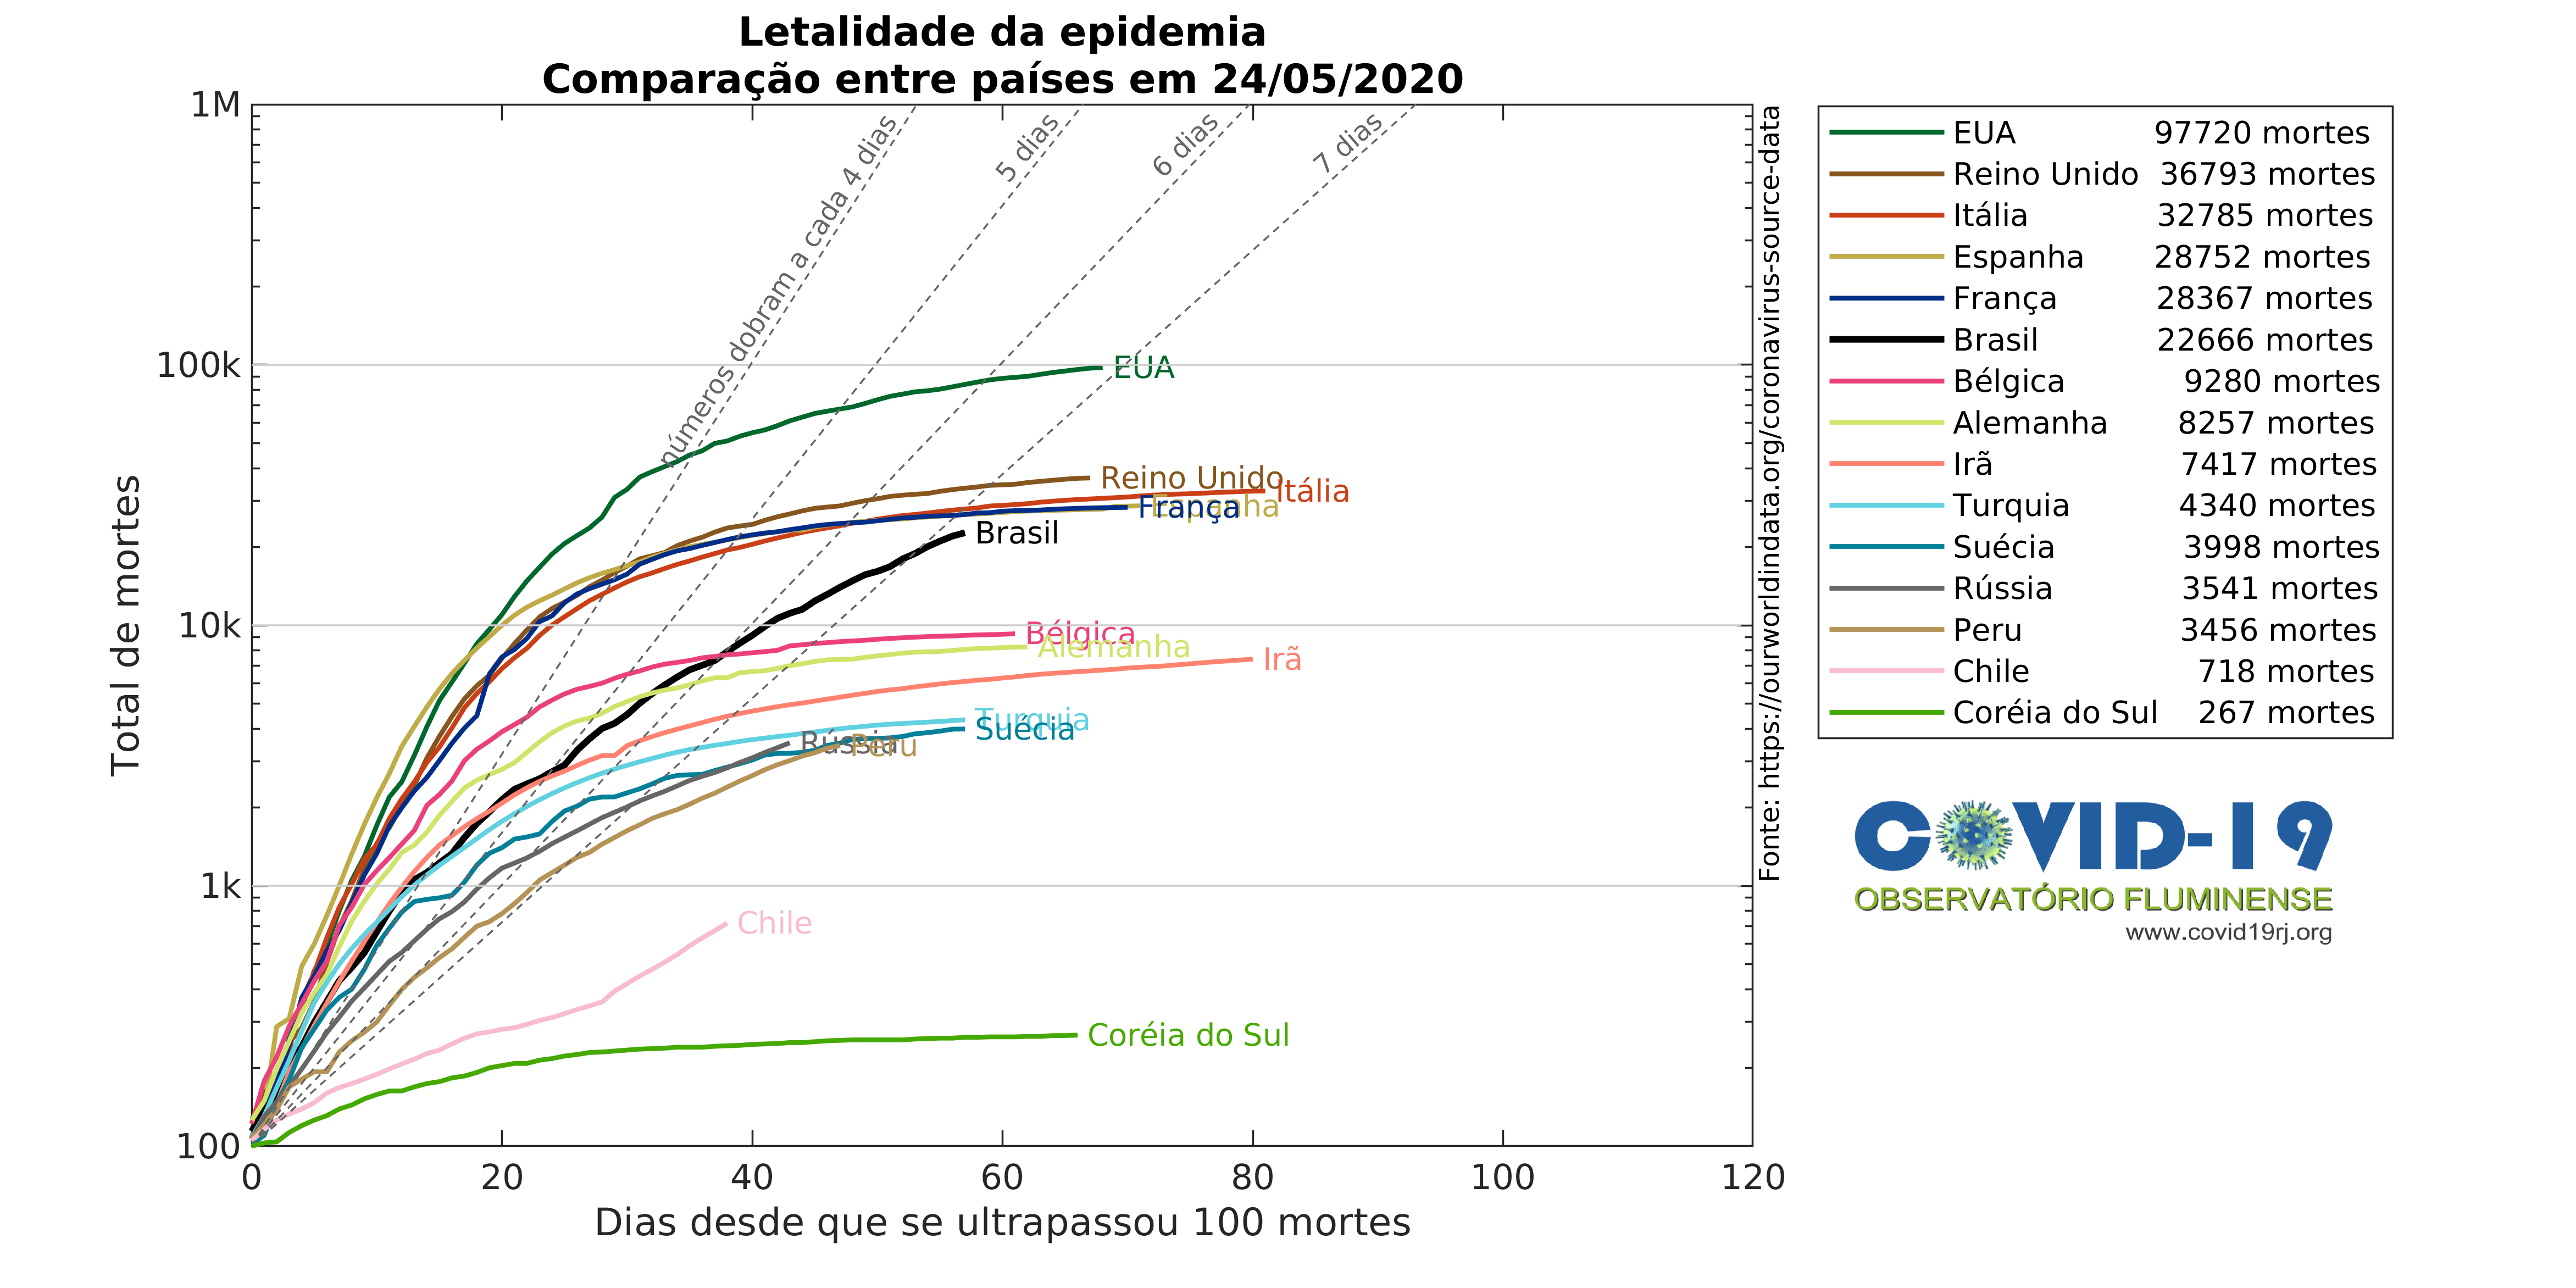 Letalidade da epidemia
Comparação entre países em 24/05/2020
Total de mortes
1M
100k
10k
1k
100
0 20 40 60 80 100 120
Dias desde que se ultrapassou 100 mortes
números dobram a cada 4 dias
5 dias
6 dias
7 dias
EUA
Reino Unido
Itália
Espanha
França
Brasil
Bélgica
Alemanha
Irã
Turquia
Suécia
Rússia
Peru
Chile
Coréia do Sul
Fonte: https://ourworldindata.org/coronavirus-source-data
EUA 97720 mortes
Reino Unido 36793 mortes
Itália 32785 mortes
Espanha 28752 mortes
França 28367 mortes
Brasil 22666 mortes
Bélgica 9280 mortes
Alemanha 8257 mortes
Irã 7417 mortes
Turquia 4340 mortes
Suécia 3998 mortes
Rússia 3541 mortes
Peru 3456 mortes
Chile 718 mortes
Coréia do Sul 267 mortes
COVID-19
OBSERVATÓRIO FLUMINENSE
www.covid19rj.org